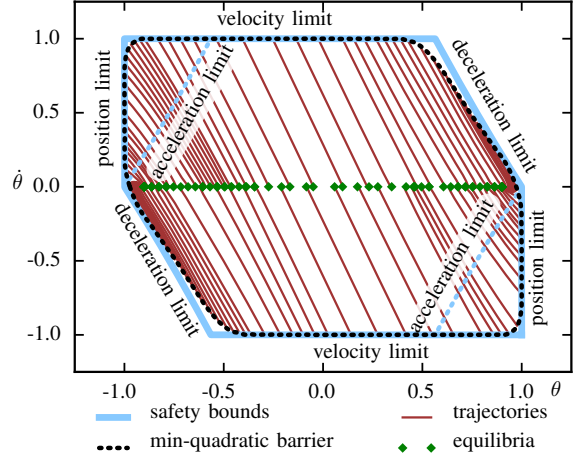 velocity limit
1.0
position limit
acceleration limit
deceleration limit
0.5
θ̇
0.0
deceleration limit
acceleration limit
position limit
-0.5
-1.0
velocity limit
-1.0 -0.5 0.0 0.5 1.0 θ
safety bounds trajectories
min-quadratic barrier equilibria